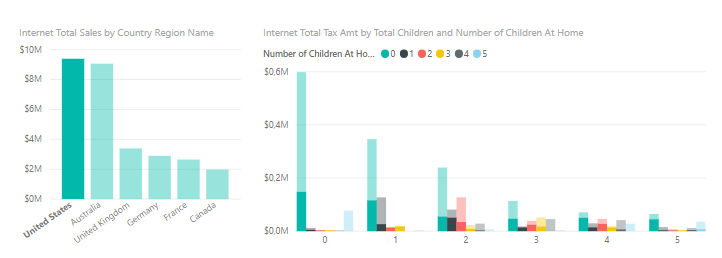 Internet Total Sales by Country Region Name
$10M
$8M
$6M
$4M
$2M
$0M
United States
Australia
United Kingdom
Germany
France
Canada
Internet Total Tax Amt by Total Children and Number of Children At Home
Number of Children At Ho... 0 1 2 3 4 5
$0,6M
$0,4M
$0,2M
$0,0M
0 1 2 3 4 5